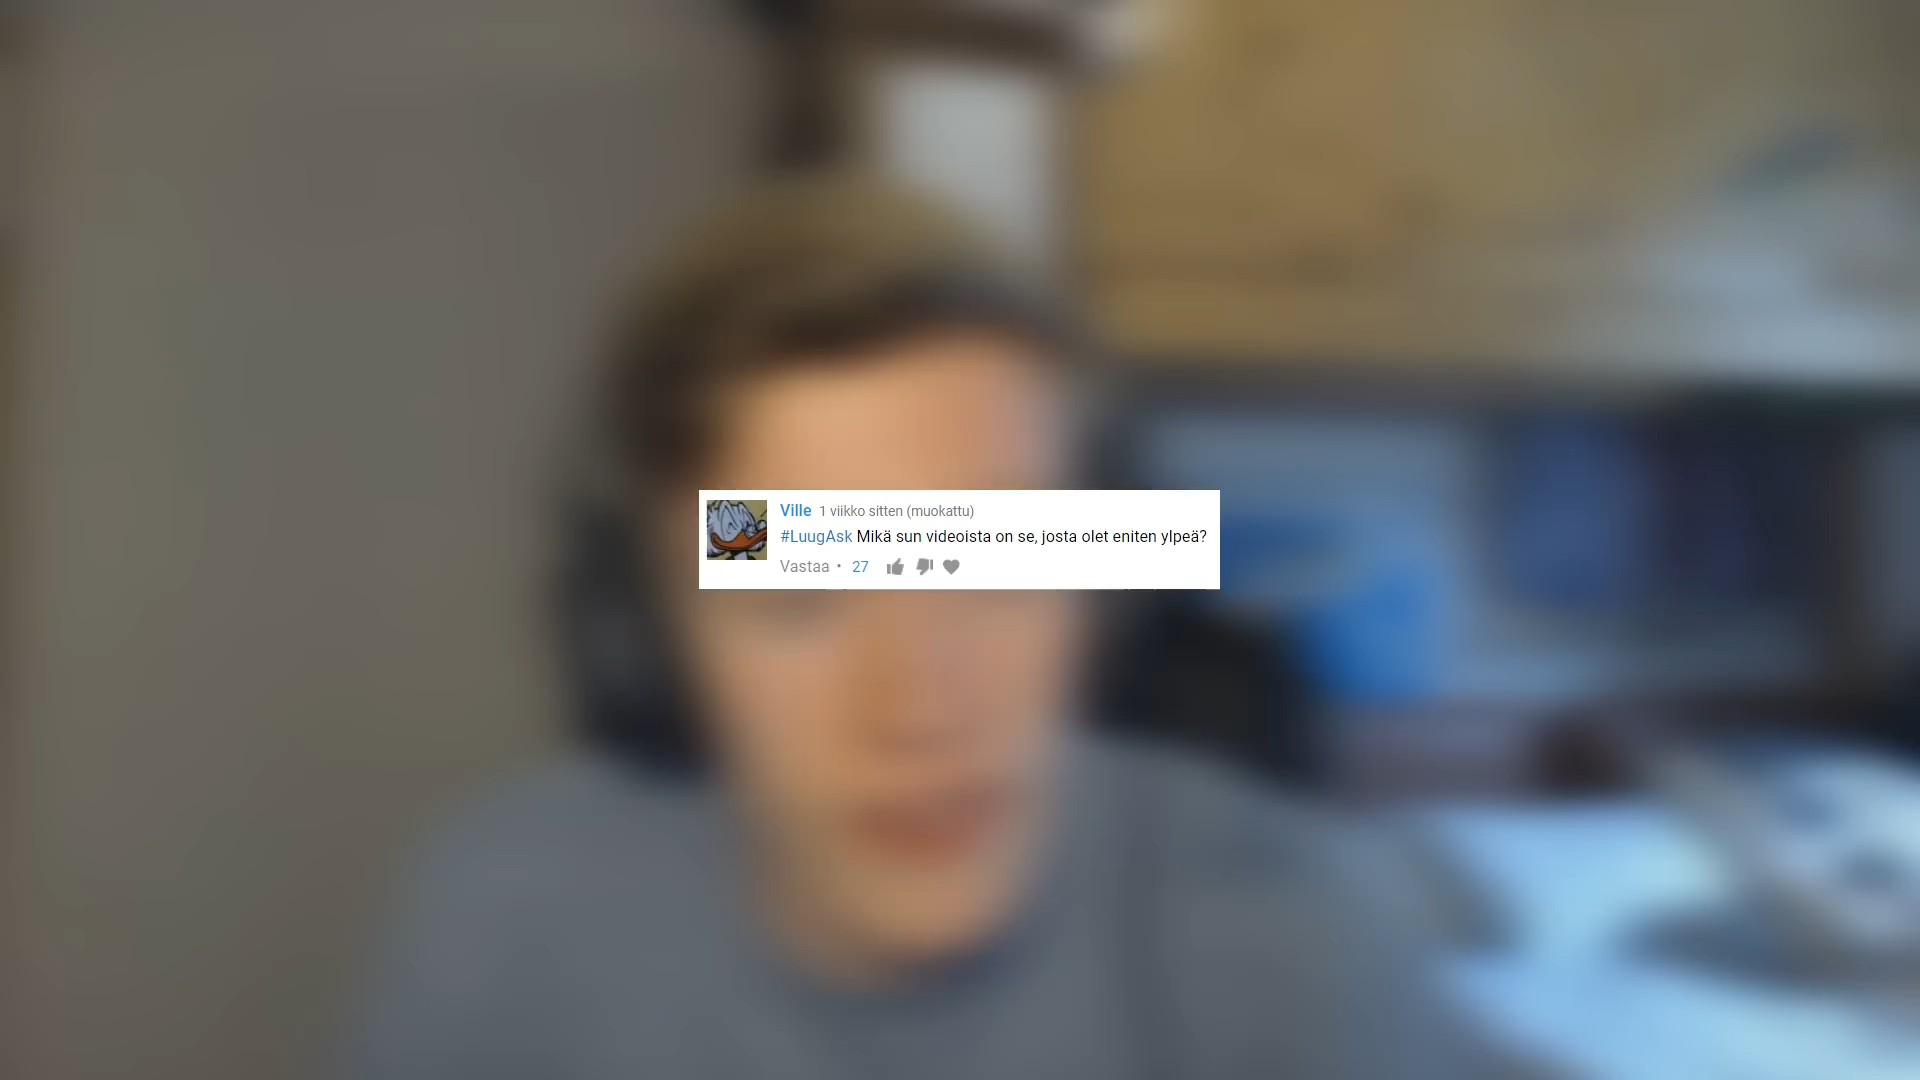 Ville 1 viikko sitten (muokattu)
#LuugAsk Mikä sun videoista on se, josta olet eniten ylpeä?
Vastaa • 27